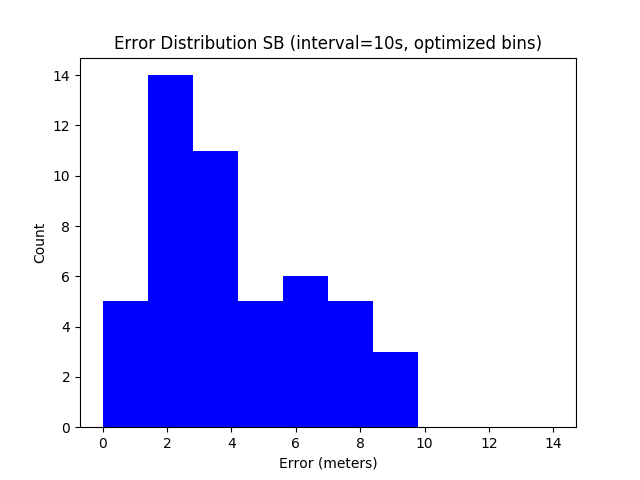 Error Distribution SB (interval=10s, optimized bins)
14
12
10
8
6
4
2
0
Count
0 2 4 6 8 10 12 14
Error (meters)